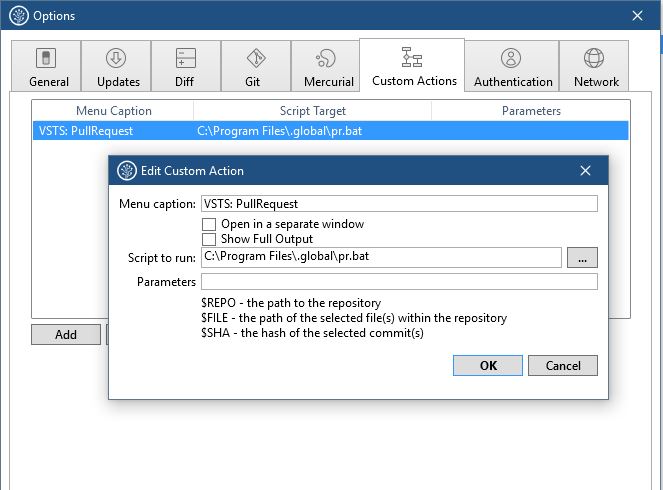 Options
General Updates Diff Git Mercurial Custom Actions Authentication Network
Menu Caption Script Target Parameters
VSTS: PullRequest C:\Program Files\.global\pr.bat
Edit Custom Action
Menu caption: VSTS: PullRequest
Open in a separate window
Show Full Output
Script to run: C:\Program Files\.global\pr.bat ...
Parameters
$REPO - the path to the repository
$FILE - the path of the selected file(s) within the repository
$SHA - the hash of the selected commit(s)
Add
OK Cancel